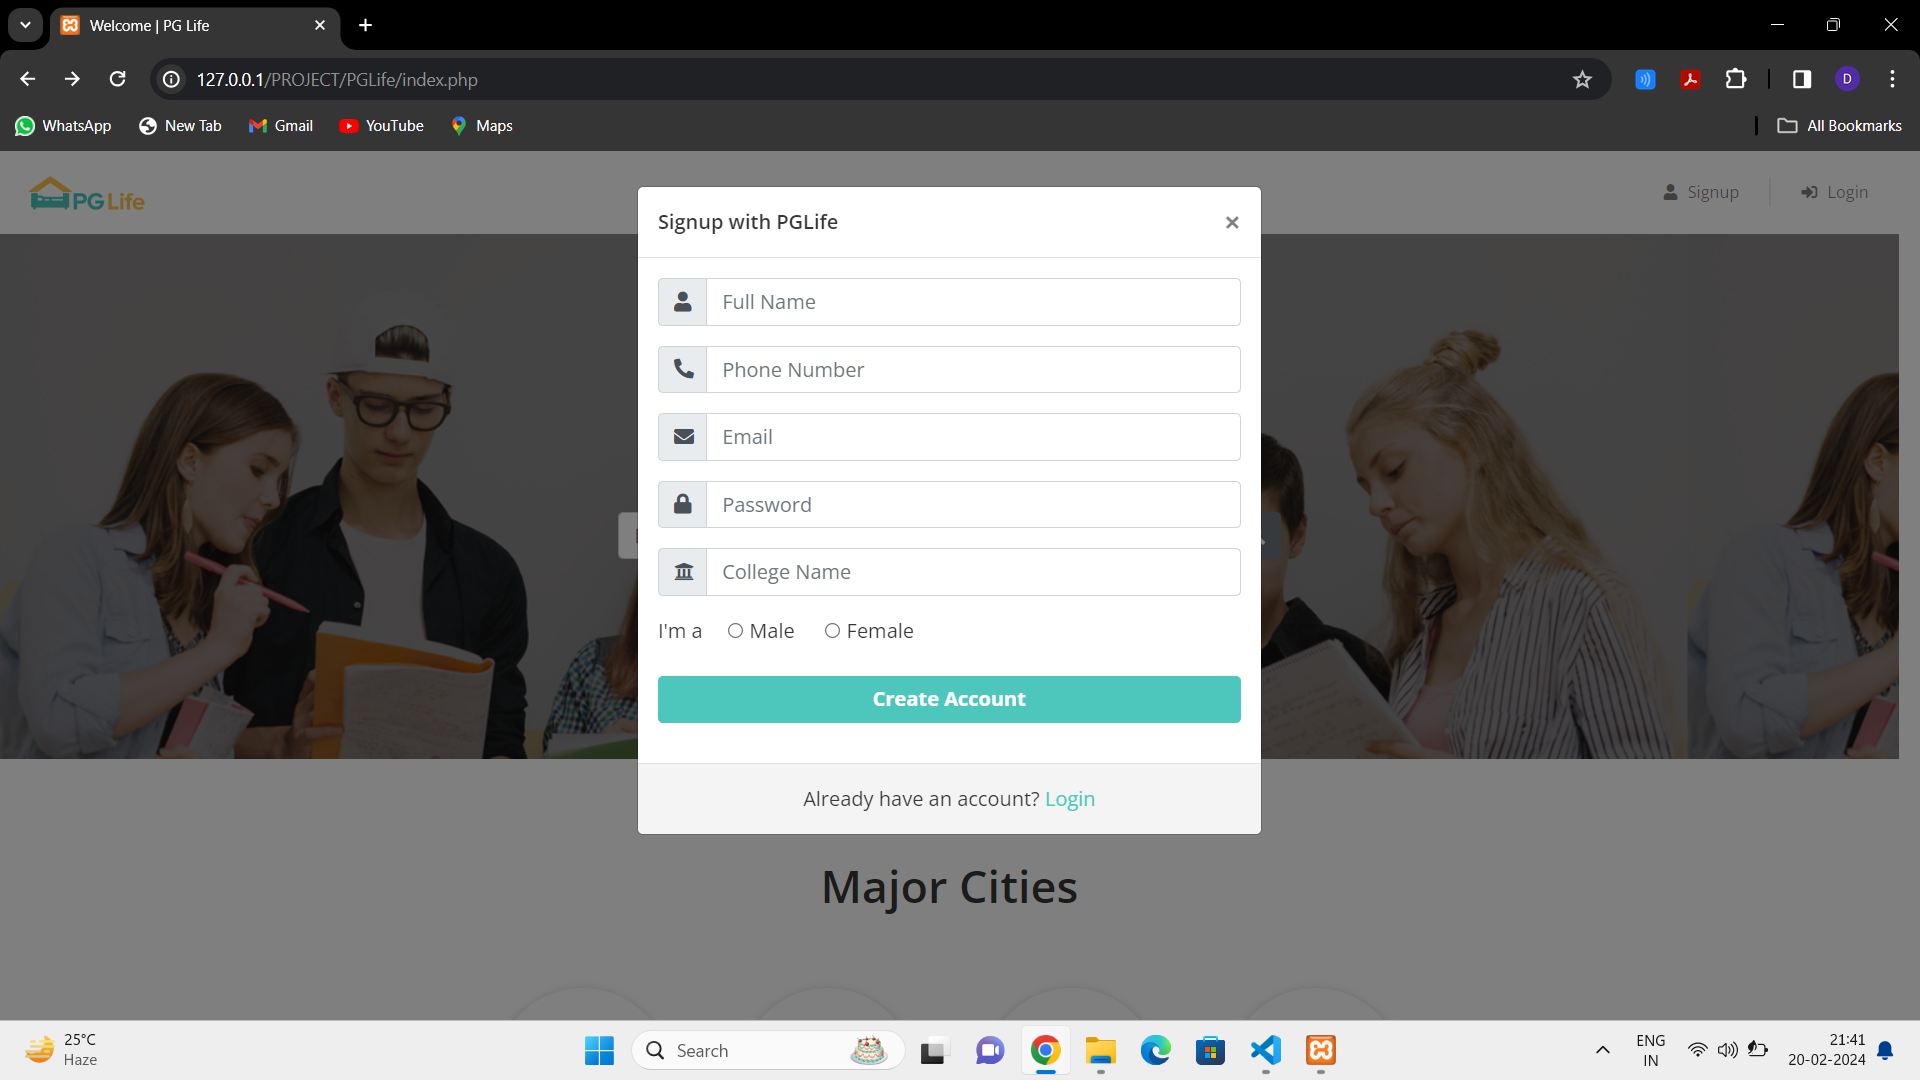 Welcome | PG Life
127.0.0.1/PROJECT/PGLife/index.php
D
WhatsApp
New Tab
Gmail
YouTube
Maps
All Bookmarks
PG Life
Signup
Login
Signup with PGLife
×
Full Name
Phone Number
Email
Password
College Name
I'm a Male Female
Create Account
Already have an account? Login
Major Cities
25°C
Haze
Search
ENG
IN
21:41
20-02-2024